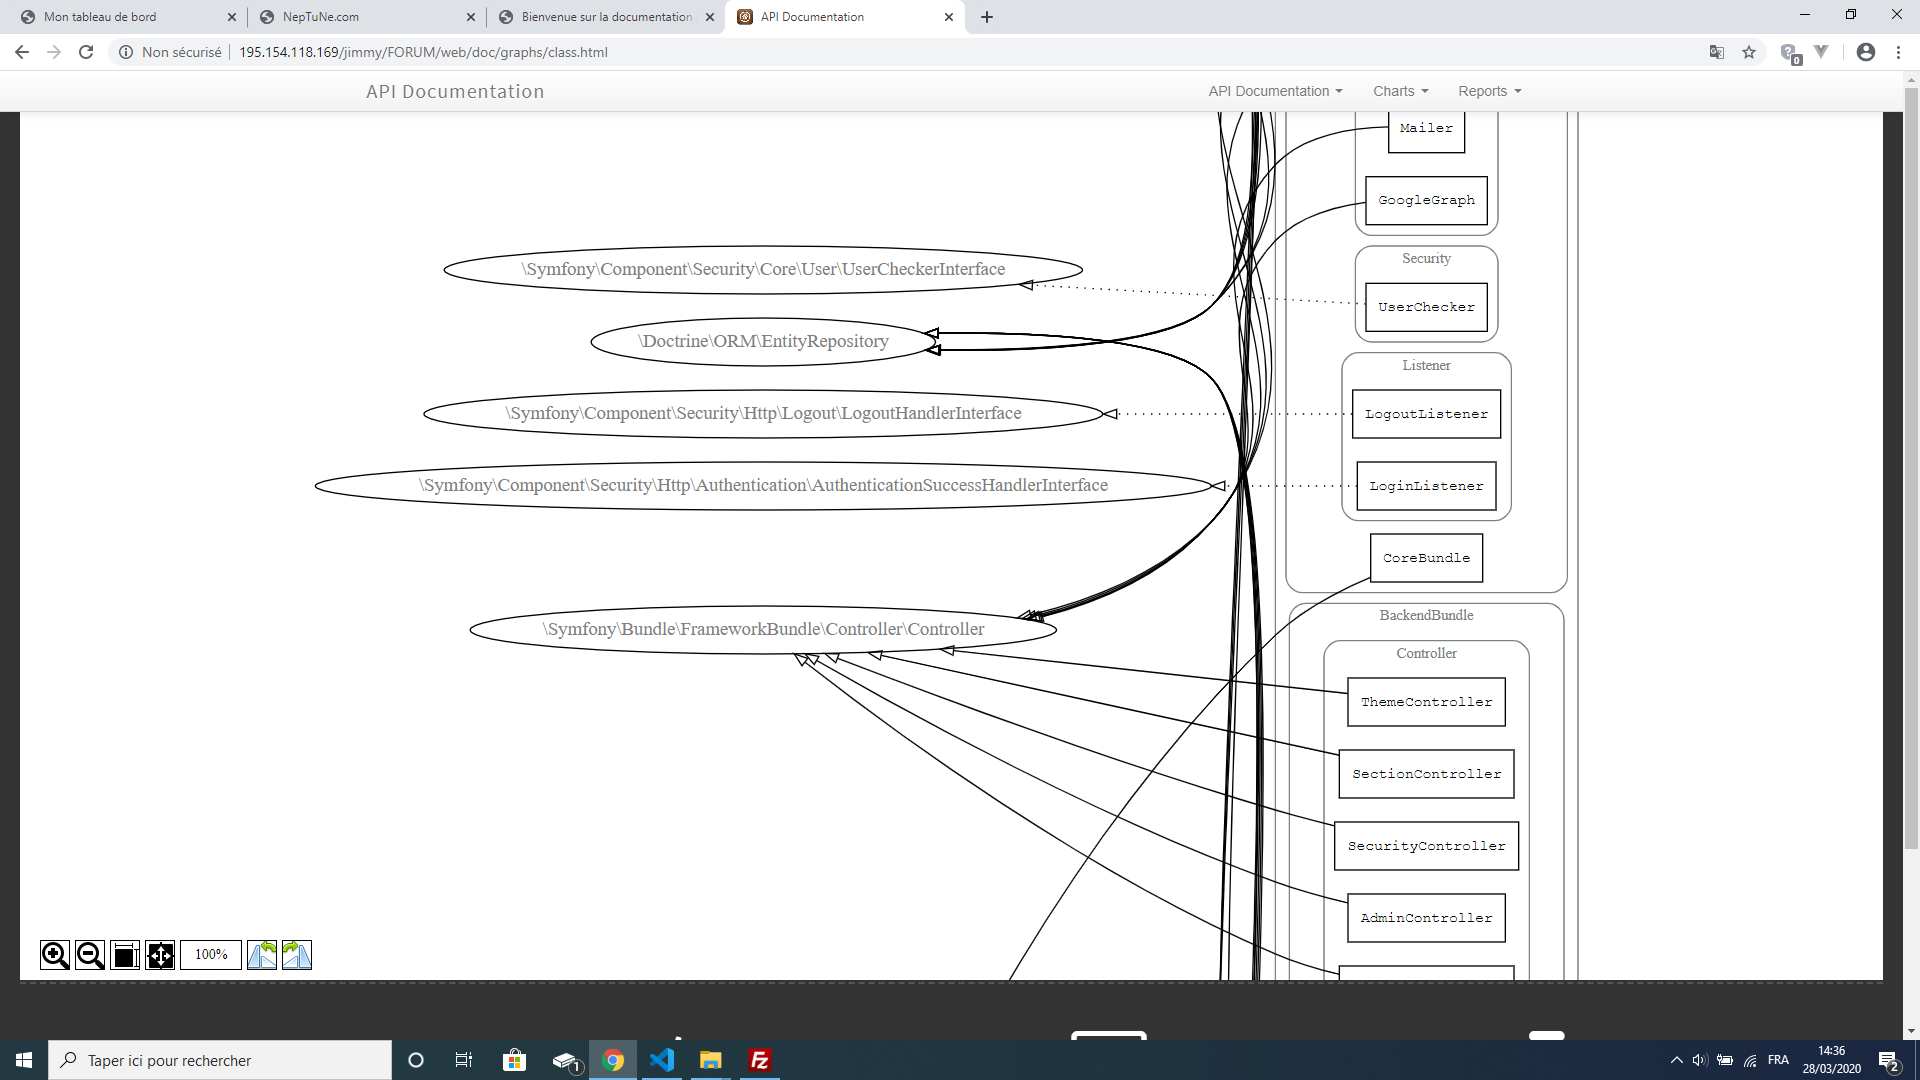 Mon tableau de bord
NepTuNe.com
Bienvenue sur la documentation
API Documentation
Non sécurisé
195.154.118.169/jimmy/FORUM/web/doc/graphs/class.html
0
API Documentation
API Documentation
Charts
Reports
Mailer
GoogleGraph
Security
\Symfony\Component\Security\Core\User\UserCheckerInterface
UserChecker
\Doctrine\ORM\EntityRepository
Listener
\Symfony\Component\Security\Http\Logout\LogoutHandlerInterface
LogoutListener
\Symfony\Component\Security\Http\Authentication\AuthenticationSuccessHandlerInterface
LoginListener
CoreBundle
BackendBundle
\Symfony\Bundle\FrameworkBundle\Controller\Controller
Controller
ThemeController
SectionController
SecurityController
AdminController
100%
Taper ici pour rechercher
1
Fz
FRA
14:36
28/03/2020
2